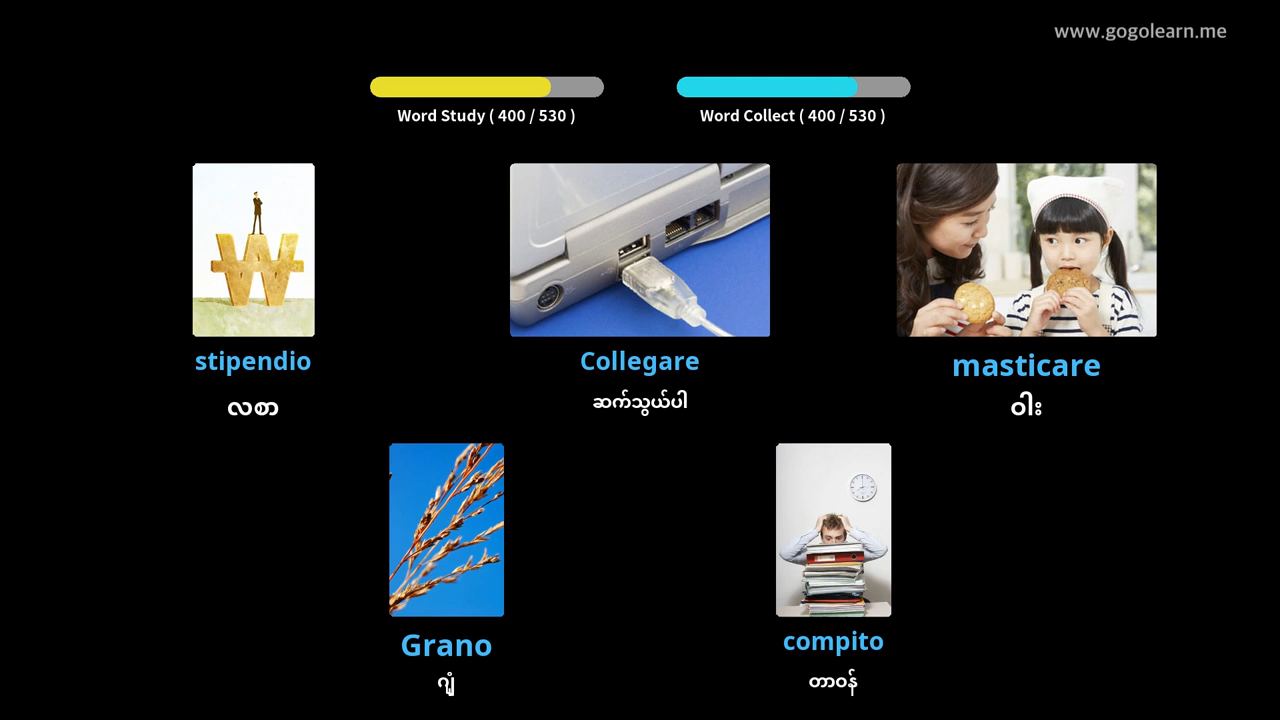 www.gogolearn.me
Word Study ( 400 / 530 )
Word Collect ( 400 / 530 )
stipendio
Collegare
masticare
လစာ
ဆက်သွယ်ပါ
ဝါး
Grano
compito
ဂျုံ
တာဝန်